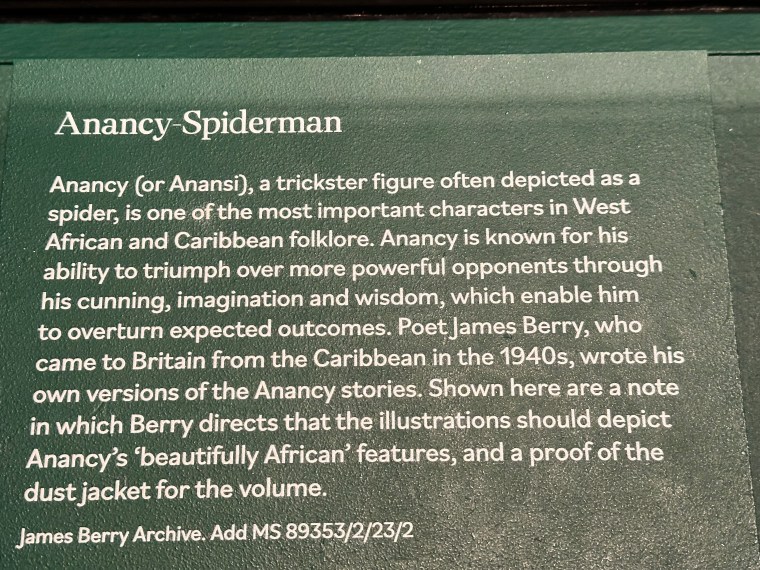 Anancy-Spiderman
Anancy (or Anansi), a trickster figure often depicted as a
spider, is one of the most important characters in West
African and Caribbean folklore. Anancy is known for his
ability to triumph over more powerful opponents through
his cunning, imagination and wisdom, which enable him
to overturn expected outcomes. Poet James Berry, who
came to Britain from the Caribbean in the 1940s, wrote his
own versions of the Anancy stories. Shown here are a note
in which Berry directs that the illustrations should depict
Anancy's ‘beautifully African’ features, and a proof of the
dust jacket for the volume.
James Berry Archive. Add MS 89353/2/23/2